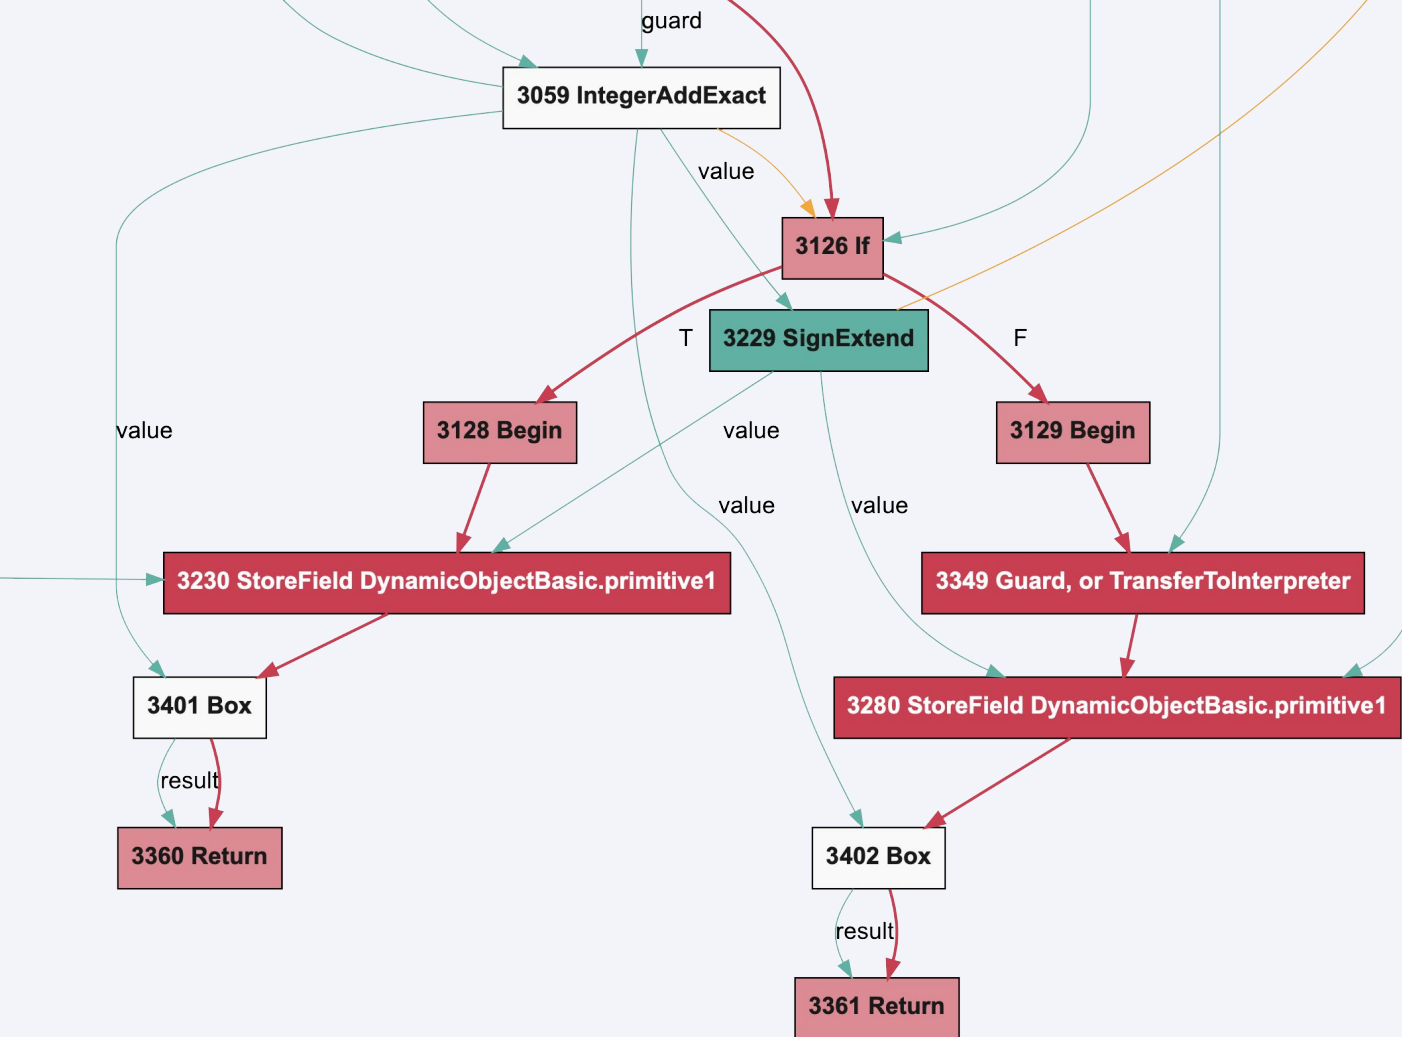 guard
3059 IntegerAddExact
value
3126 If
T
3229 SignExtend
F
value
3128 Begin
value
3129 Begin
value
value
3230 StoreField DynamicObjectBasic.primitive1
3349 Guard, or TransferToInterpreter
3401 Box
3280 StoreField DynamicObjectBasic.primitive1
result
3360 Return
3402 Box
result
3361 Return